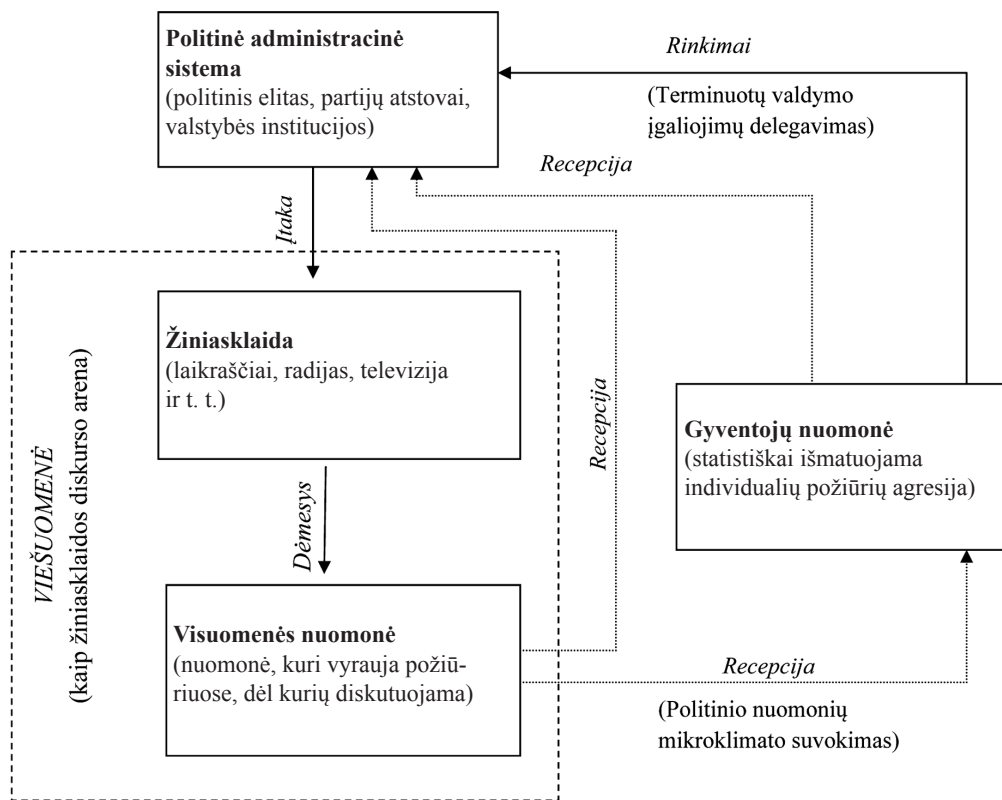 Politinė administracinė
sistema
(politinis elitas, partijų atstovai,
valstybės institucijos)
Rinkimai
(Terminuotų valdymo
įgaliojimų delegavimas)
Recepcija
Įtaka
VIEŠUOMENĖ
(kaip žiniasklaidos diskurso arena)
Žiniasklaida
(laikraščiai, radijas, televizija
ir t. t.)
Recepcija
Gyventojų nuomonė
(statistiškai išmatuojama
individualių požiūrių agresija)
Dėmesys
Visuomenės nuomonė
(nuomonė, kuri vyrauja požiū-
riuose, dėl kurių diskutuojama)
Recepcija
(Politinio nuomonių
mikroklimato suvokimas)